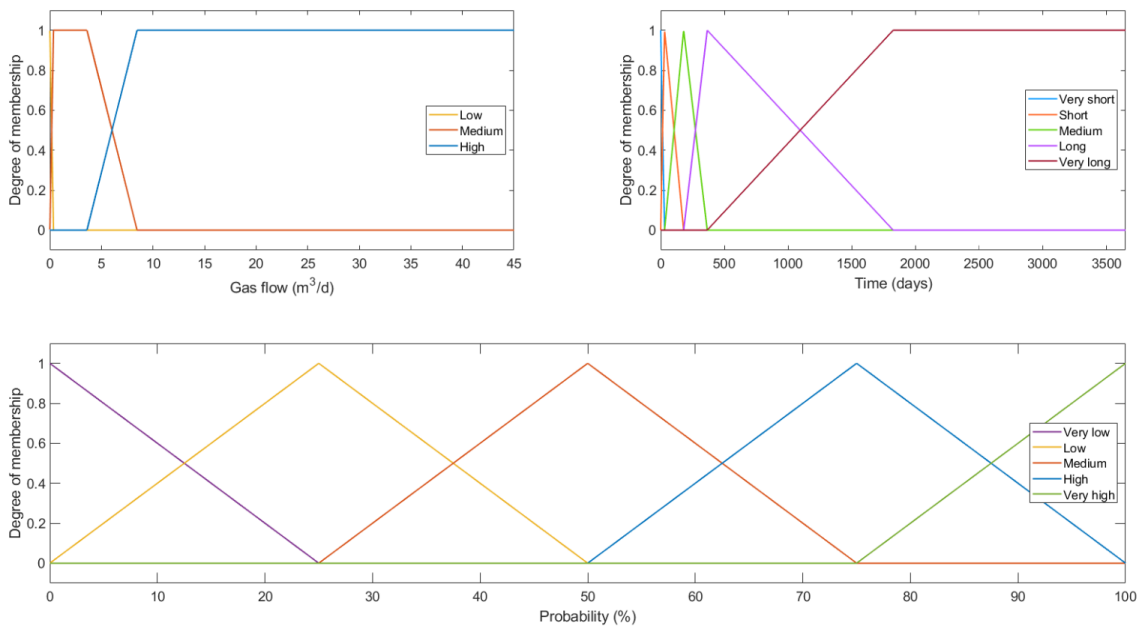 1
0.8
0.6
0.4
0.2
0
Degree of membership
0 5 10 15 20 25 30 35 40 45
Gas flow (m³/d)
Low
Medium
High
1
0.8
0.6
0.4
0.2
0
Degree of membership
0 500 1000 1500 2000 2500 3000 3500
Time (days)
Very short
Short
Medium
Long
Very long
1
0.8
0.6
0.4
0.2
0
Degree of membership
0 10 20 30 40 50 60 70 80 90 100
Probability (%)
Very low
Low
Medium
High
Very high